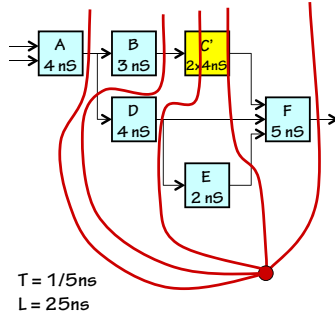 A
4 nS
B
3 nS
C'
2x4nS
D
4 nS
F
5 nS
E
2 nS
T = 1/5ns
L = 25ns